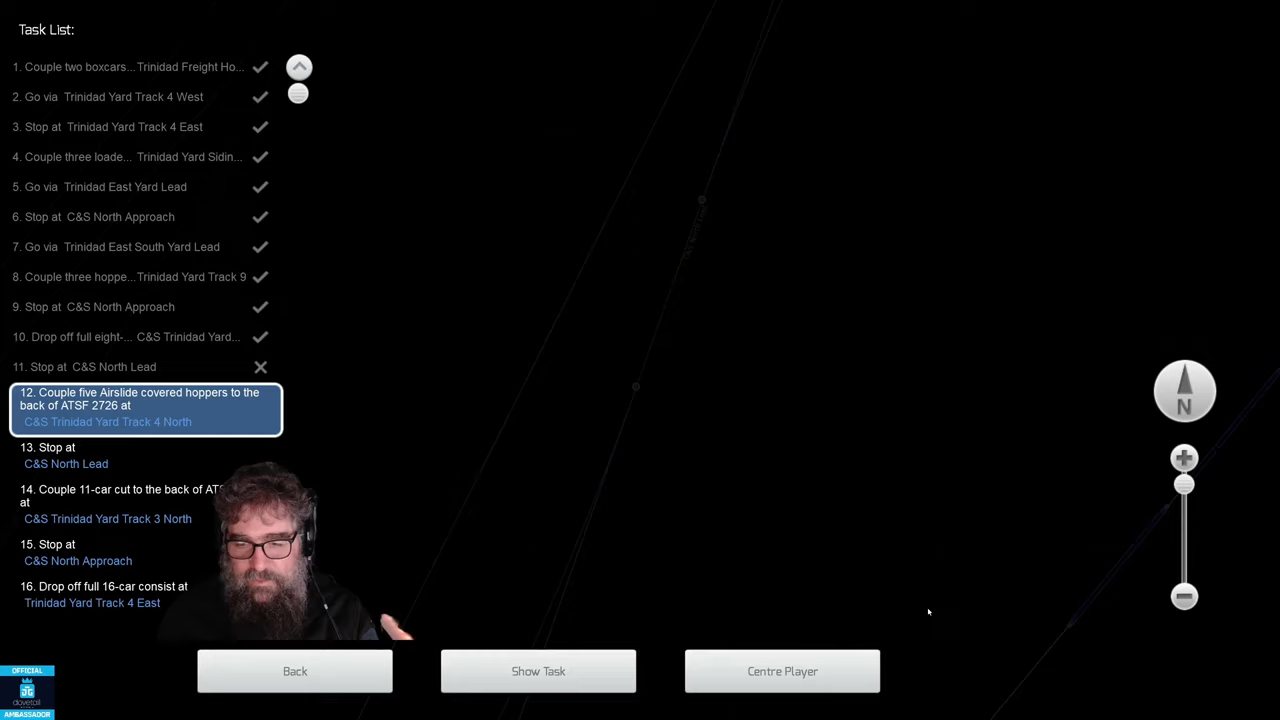 Task List:
1. Couple two boxcars... Trinidad Freight Ho...
2. Go via Trinidad Yard Track 4 West
3. Stop at Trinidad Yard Track 4 East
4. Couple three loade... Trinidad Yard Sidin...
5. Go via Trinidad East Yard Lead
6. Stop at C&S North Approach
7. Go via Trinidad East South Yard Lead
8. Couple three hoppe... Trinidad Yard Track 9
9. Stop at C&S North Approach
10. Drop off full eight-... C&S Trinidad Yard...
11. Stop at C&S North Lead
12. Couple five Airslide covered hoppers to the
back of ATSF 2726 at
C&S Trinidad Yard Track 4 North
13. Stop at
C&S North Lead
14. Couple 11-car cut to the back of
at
C&S Trinidad Yard Track 3 North
15. Stop at
C&S North Approach
16. Drop off full 16-car consist at
Trinidad Yard Track 4 East
C&S North Lead
N
Back
Show Task
Centre Player
OFFICIAL
dovetail
AMBASSADOR